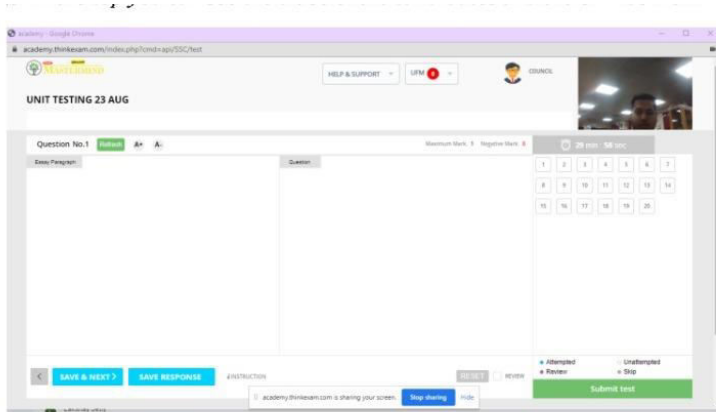 academy - Google Chrome
academy.thinkexam.com/index.php?cmd=api/SSC/test
MASTERMIND
HELP & SUPPORT
UFM 0
COUNCIL
UNIT TESTING 23 AUG
Question No.1 Refresh A+ A-
Maximum Mark 1 Negative Mark 0
29 min : 50 sec
Essay Paragraph
Question
1 2 3 4 5 6 7
8 9 10 11 12 13 14
15 16 17 18 19 20
Attempted Unattempted
Review Skip
< SAVE & NEXT > SAVE RESPONSE
INSTRUCTION
RESET
REVIEW
Submit test
academy.thinkexam.com is sharing your screen. Stop sharing Hide